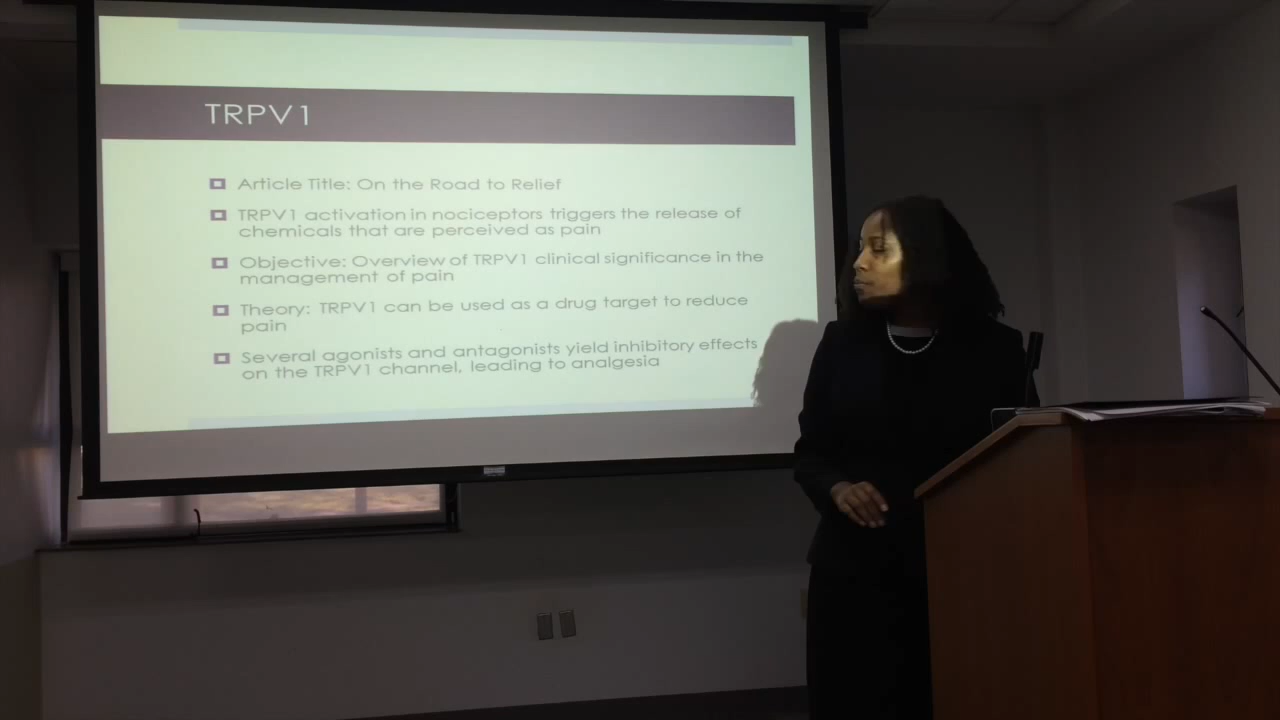 TRPV1
Article Title: On the Road to Relief
TRPV1 activation in nociceptors triggers the release of
chemicals that are perceived as pain
Objective: Overview of TRPV1 clinical significance in the
management of pain
Theory: TRPV1 can be used as a drug target to reduce
pain
Several agonists and antagonists yield inhibitory effects
on the TRPV1 channel, leading to analgesia